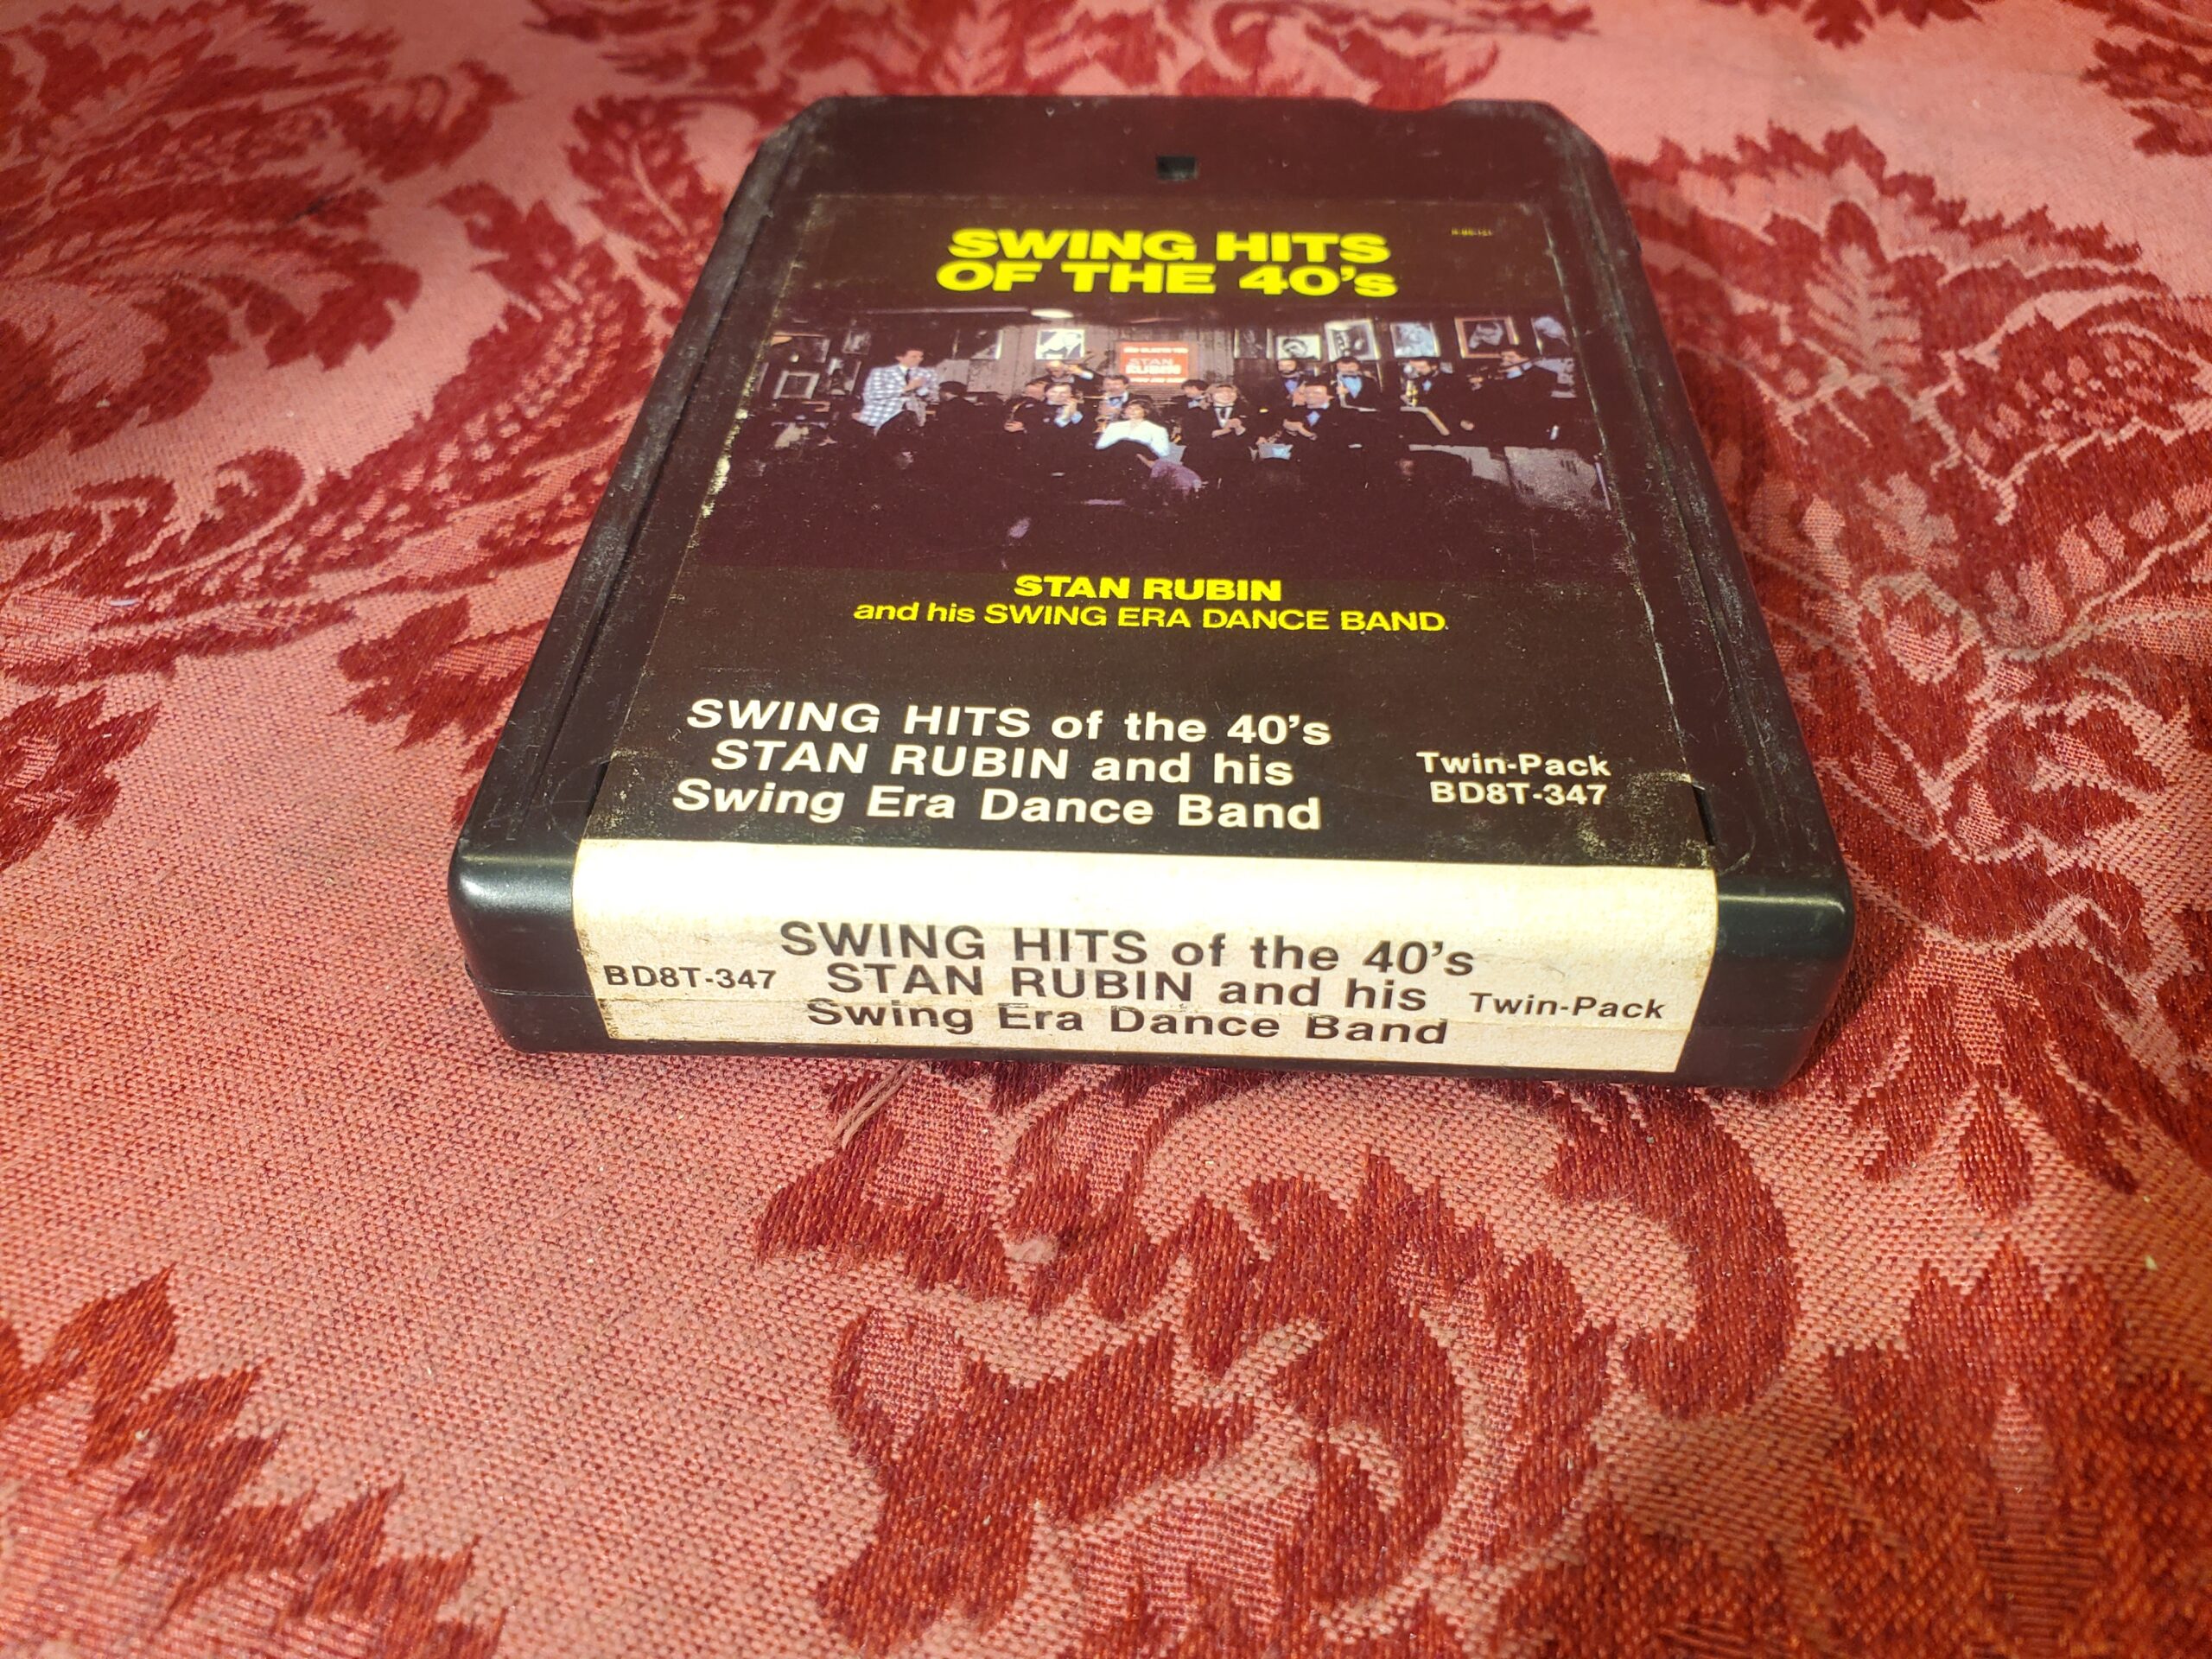 SWING HITS
OF THE 40's
STAN
RUBIN
STAN RUBIN
and his SWING ERA DANCE BAND
SWING HITS of the 40's
STAN RUBIN and his
Swing Era Dance Band
Twin-Pack
BD8T-347
SWING HITS of the 40's
BD8T-347 STAN RUBIN and his Twin-Pack
Swing Era Dance Band